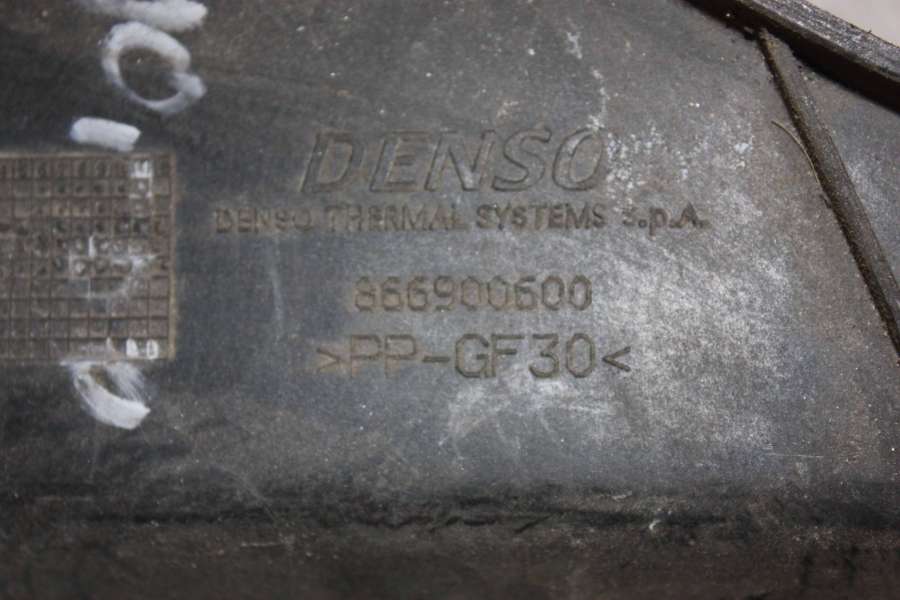 DENSO
DENSO THERMAL SYSTEMS S.p.A.
866900600
>PP-GF30<